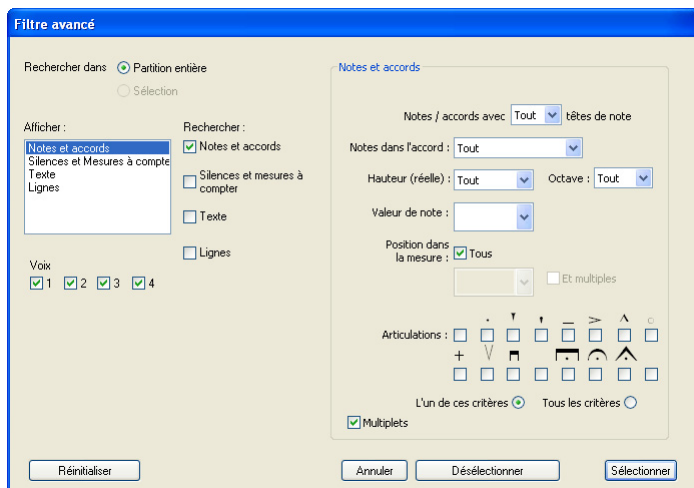 Filtre avancé
Rechercher dans
Partition entière
Sélection
Afficher :
Notes et accords
Silences et Mesures à compte
Texte
Lignes
Rechercher :
Notes et accords
Silences et mesures à
compter
Texte
Lignes
Voix
1 2 3 4
Notes et accords
Notes / accords avec Tout têtes de note
Notes dans l'accord : Tout
Hauteur (réelle) : Tout Octave : Tout
Valeur de note :
Position dans
la mesure :
Tous
Et multiples
Articulations :
L'un de ces critères Tous les critères
Multiplets
Réinitialiser
Annuler
Désélectionner
Sélectionner